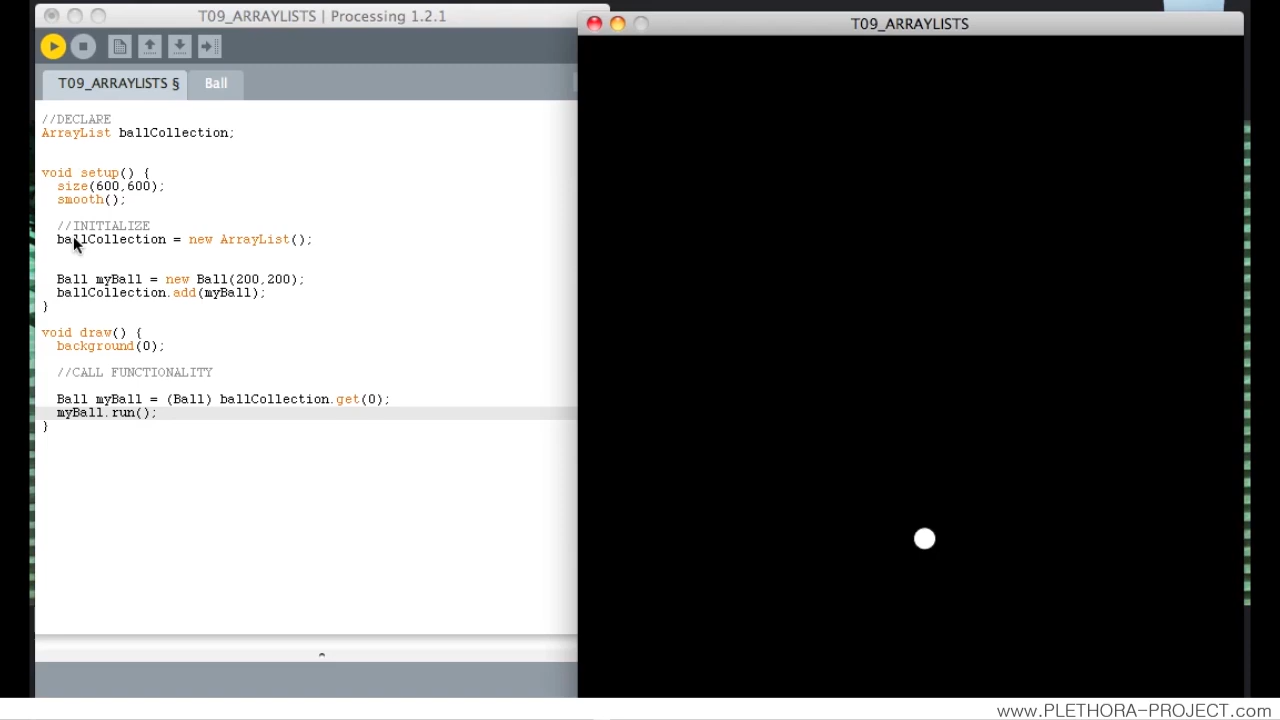 T09_ARRAYLISTS | Processing 1.2.1
T09_ARRAYLISTS
T09_ARRAYLISTS §
Ball
//DECLARE
ArrayList ballCollection;
void setup() {
size(600,600);
smooth();
//INITIALIZE
ballCollection = new ArrayList();
Ball myBall = new Ball(200,200);
ballCollection.add(myBall);
}
void draw() {
background(0);
//CALL FUNCTIONALITY
Ball myBall = (Ball) ballCollection.get(0);
myBall.run();
}
www.PLETHORA-PROJECT.com